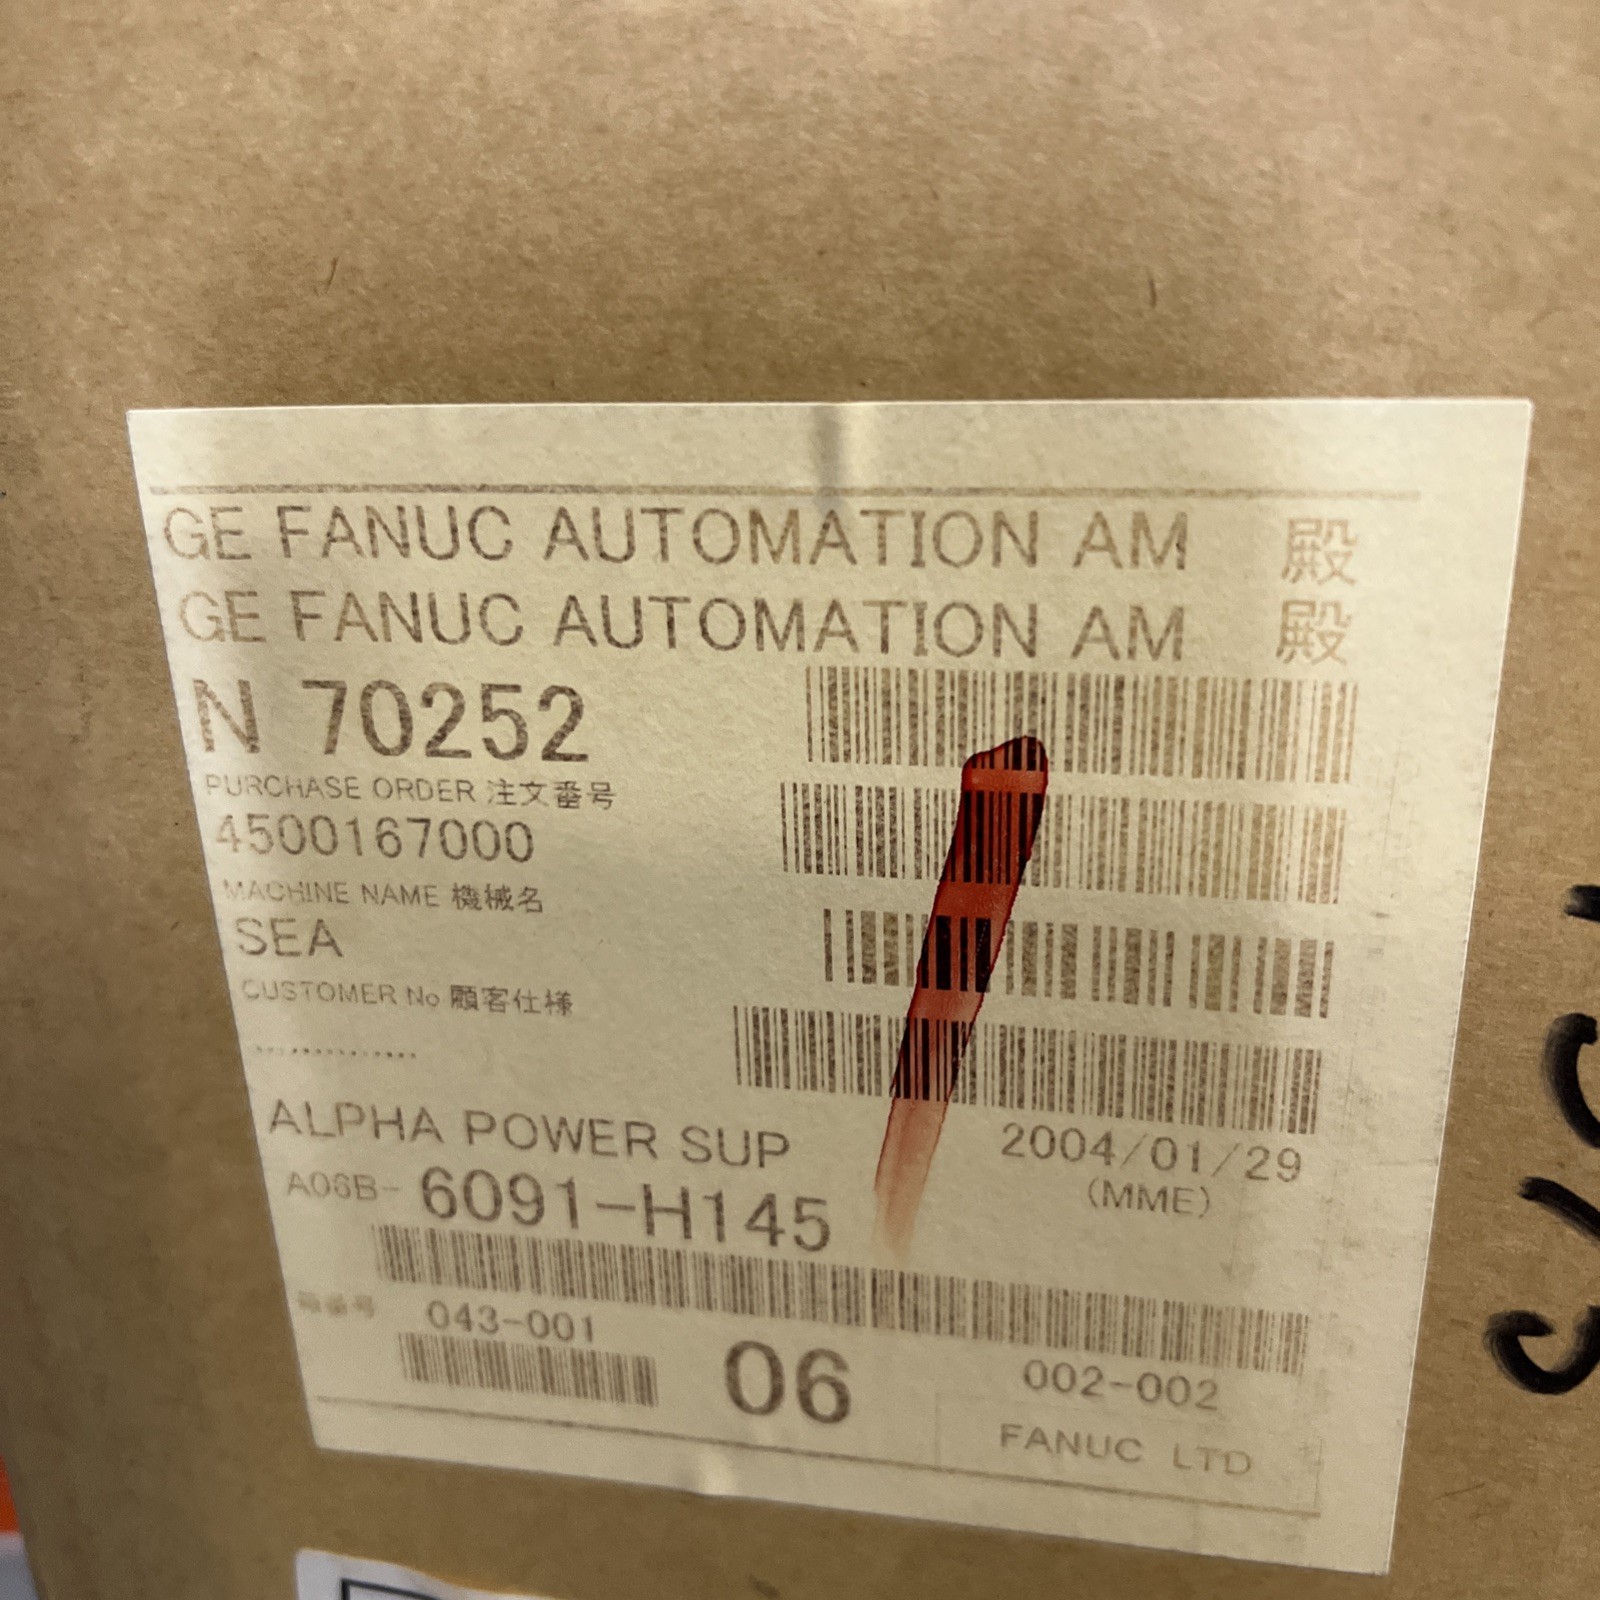 GE FANUC AUTOMATION AM 殿
GE FANUC AUTOMATION AM 殿
N 70252
PURCHASE ORDER 注文番号
4500167000
MACHINE NAME 機械名
SEA
CUSTOMER No 顧客仕様
ALPHA POWER SUP
2004/01/29
(MME)
A06B- 6091-H145
043-001
06
002-002
FANUC LTD